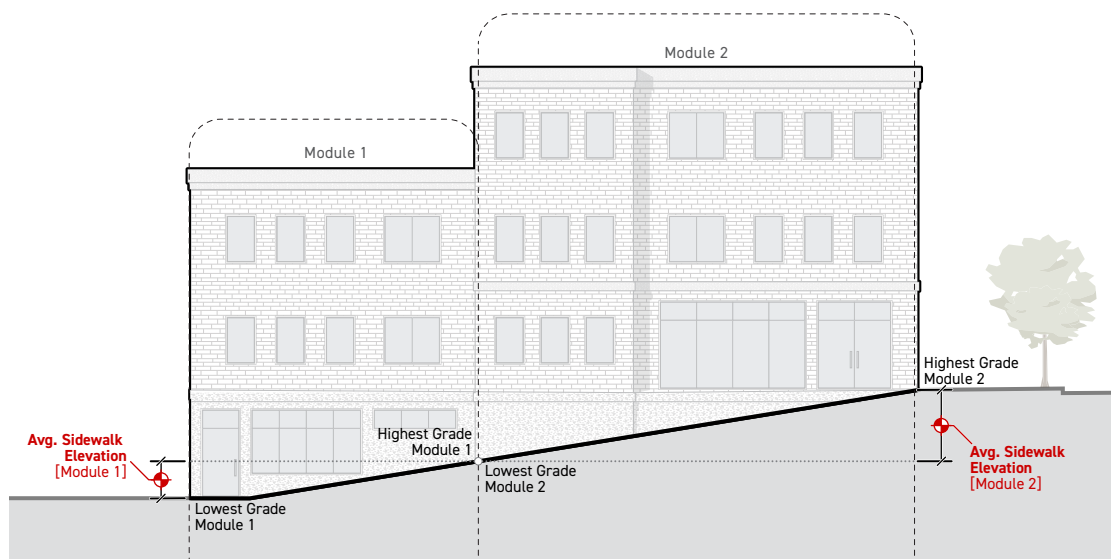 Module 2
Module 1
Highest Grade
Module 2
Highest Grade
Module 1
Avg. Sidewalk
Elevation
[Module 1]
Avg. Sidewalk
Elevation
[Module 2]
Lowest Grade
Module 2
Lowest Grade
Module 1